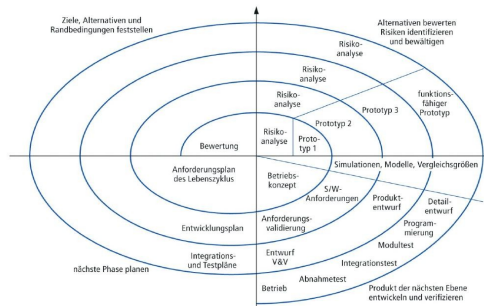 Ziele, Alternativen und
Randbedingungen feststellen
Alternativen bewerten
Risiken identifizieren
und bewältigen
Risiko-
analyse
Risiko-
analyse
Risiko-
analyse
Risiko-
analyse
funktions-
fähiger
Prototyp
Prototyp 3
Prototyp 2
Proto-
typ 1
Bewertung
Anforderungsplan
des Lebenszyklus
Betriebs-
konzept
Simulationen, Modelle, Vergleichsgrößen
S/W-
Anforderungen
Produkt-
entwurf
Detail-
entwurf
Entwicklungsplan
Anforderungs-
validierung
Program-
mierung
Modultest
Integrations-
und Testpläne
Entwurf
V&V
Integrationstest
nächste Phase planen
Abnahmetest
Betrieb
Produkt der nächsten Ebene
entwickeln und verifizieren